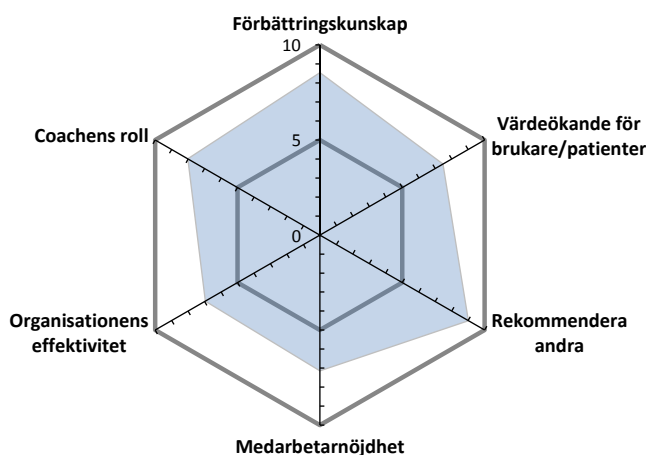 Förbättringskunskap
10
Coachens roll
Värdeökande för
brukare/patienter
5
0
Organisationens
effektivitet
Rekommendera
andra
Medarbetarnöjdhet